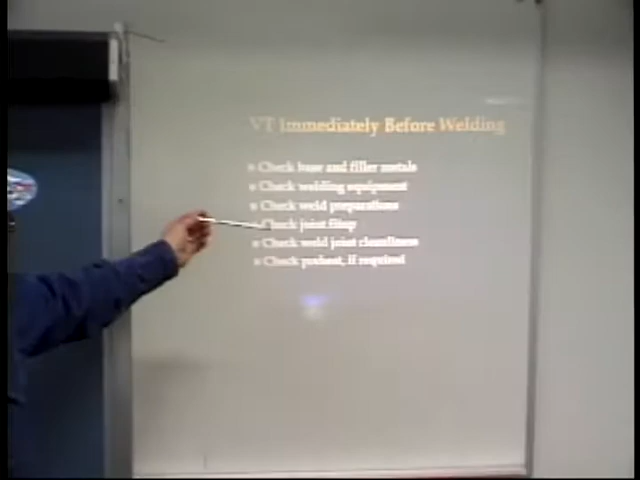 VT Immediately Before Welding
Check base and filler metals
Check welding equipment
Check weld preparations
Check joint fitup
Check weld joint cleanliness
Check preheat, if required